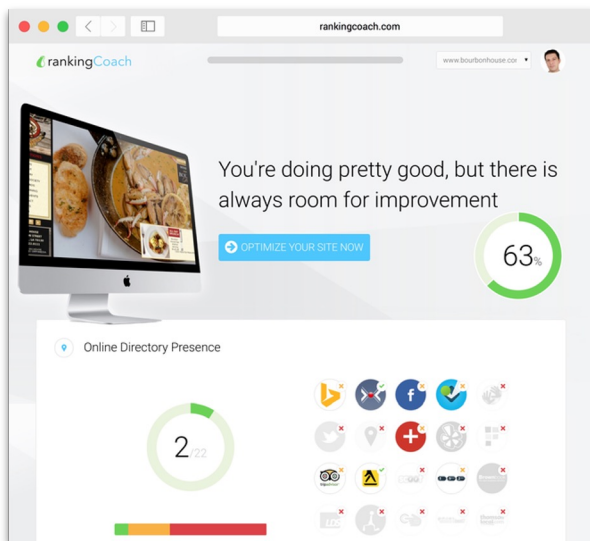 rankingcoach.com
rankingCoach
www.bourbonhouse.co
You're doing pretty good, but there is
always room for improvement
OPTIMIZE YOUR SITE NOW
63%
Online Directory Presence
2/22
tripadvisor